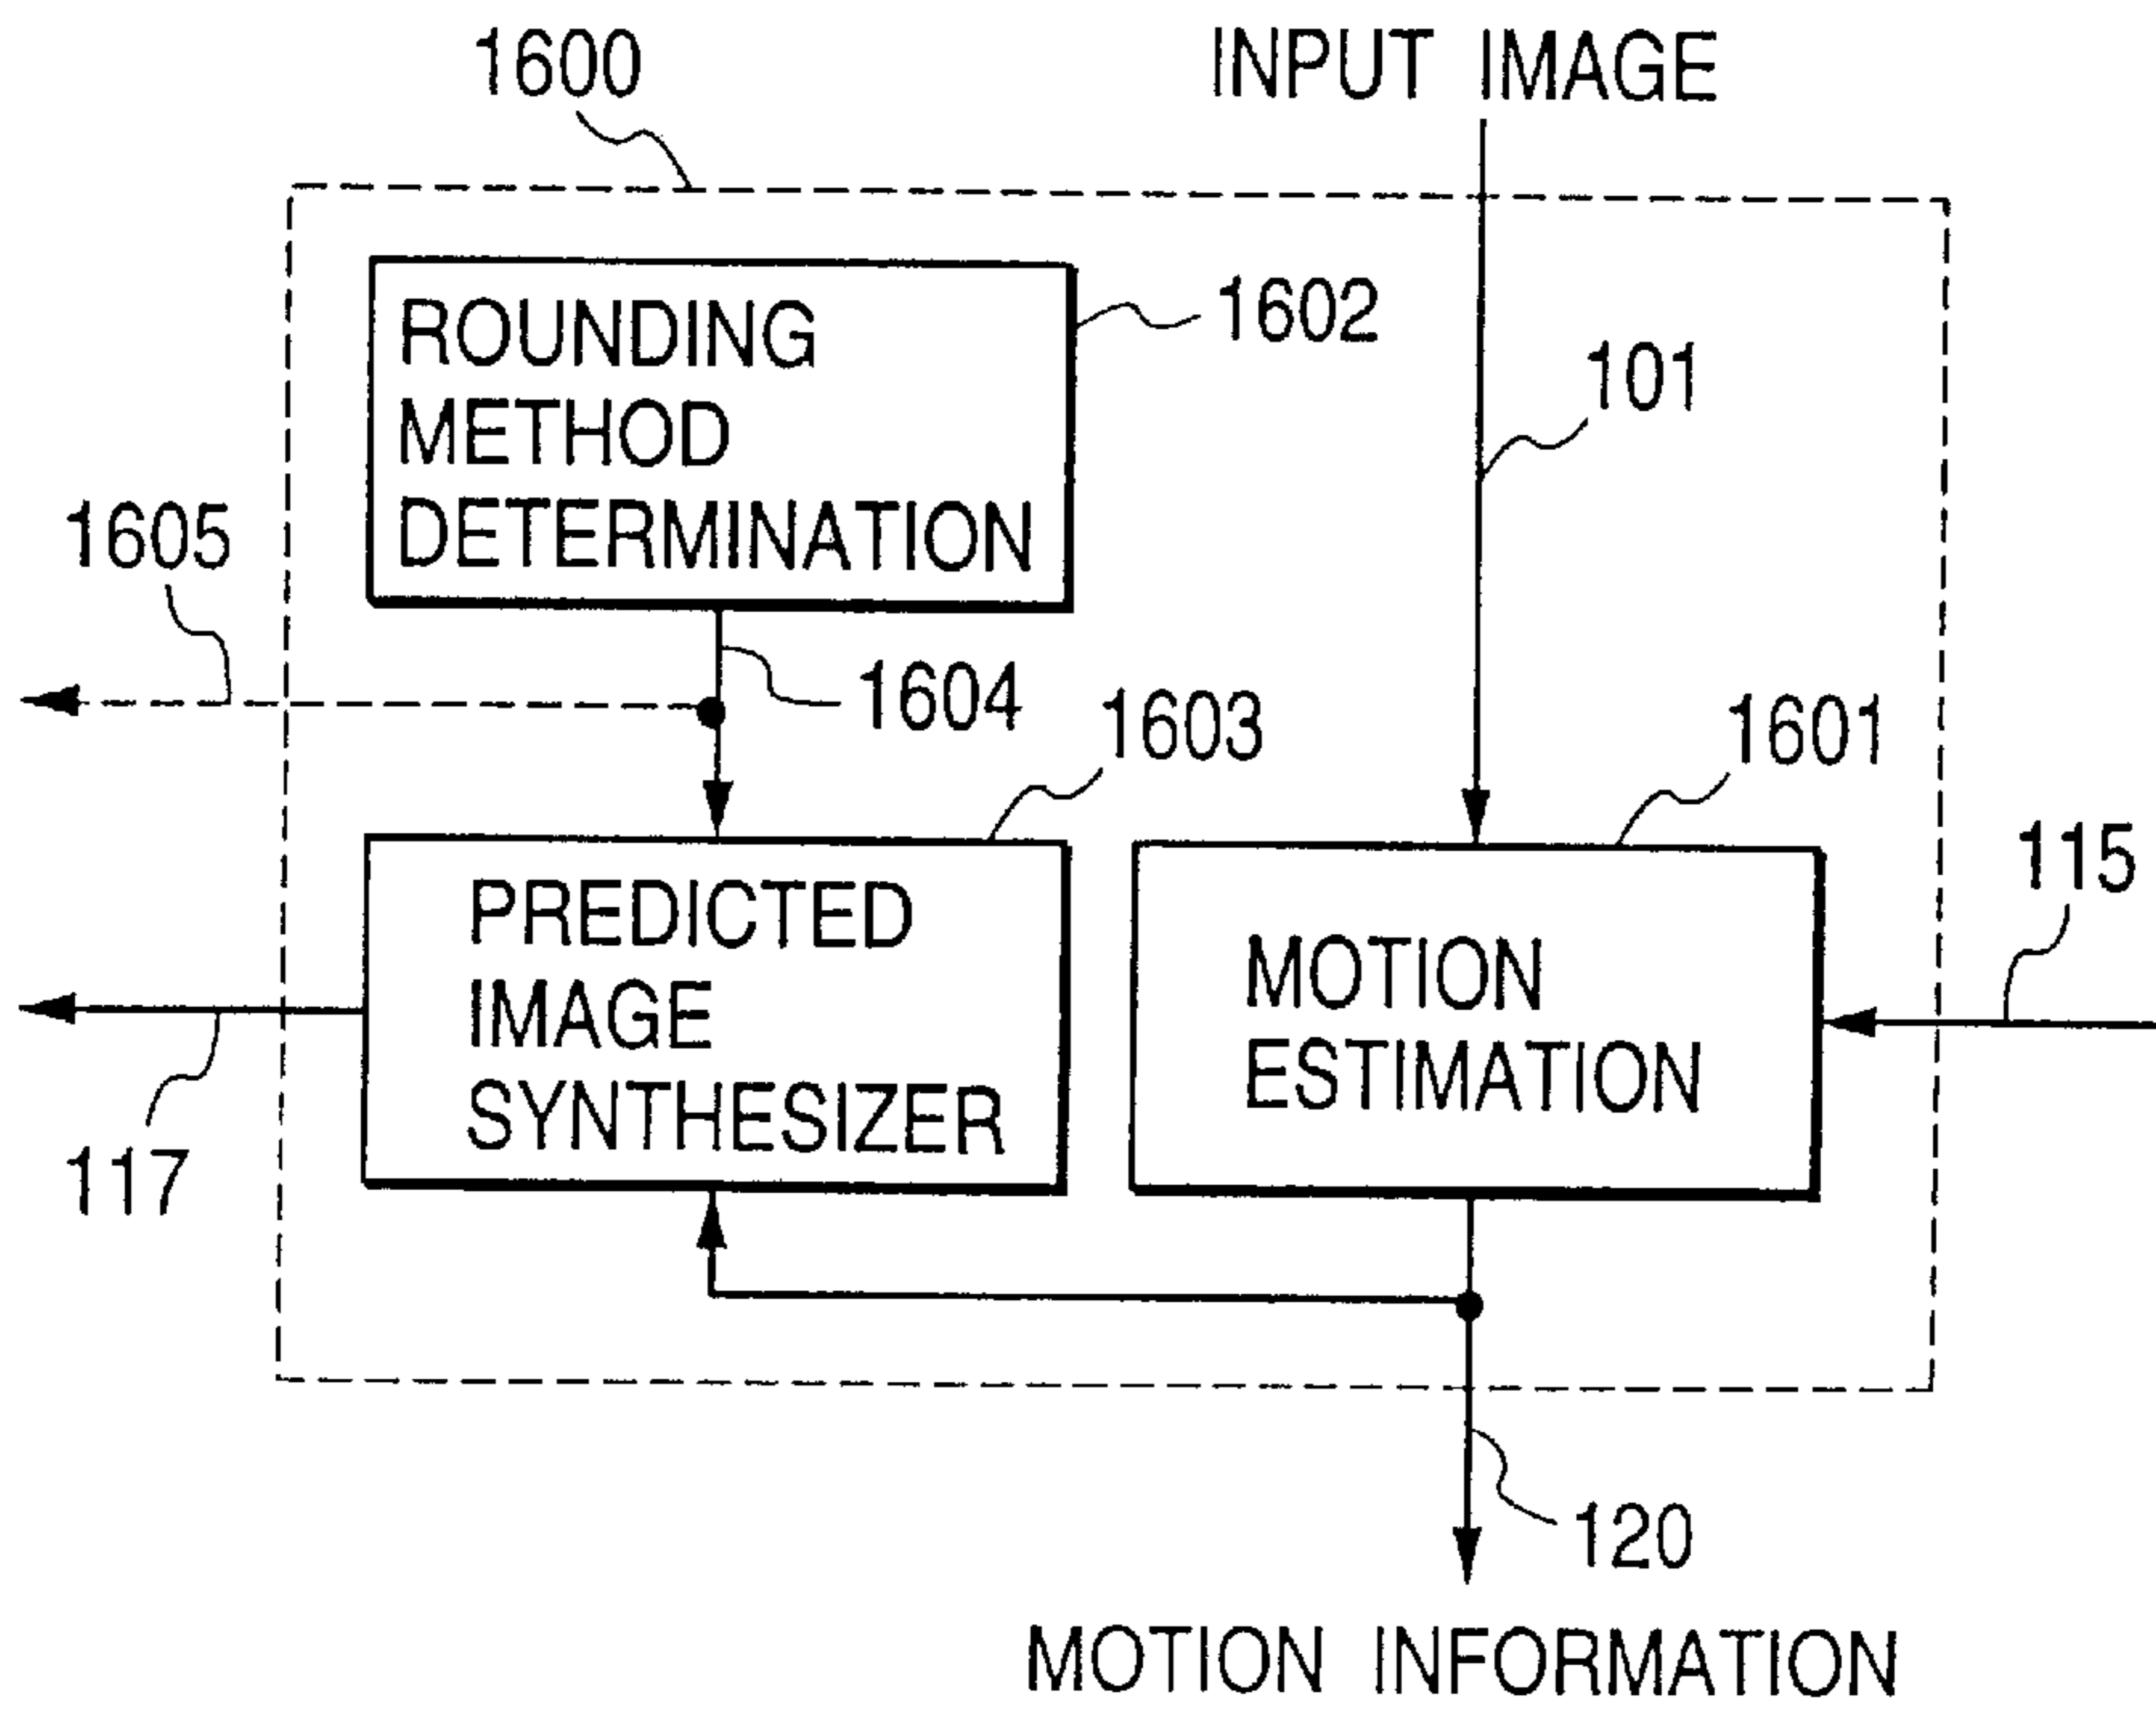 1600
INPUT IMAGE
ROUNDING
METHOD
DETERMINATION
1602
101
1605
1604
1603
1601
115
PREDICTED
IMAGE
SYNTHESIZER
MOTION
ESTIMATION
117
120
MOTION INFORMATION